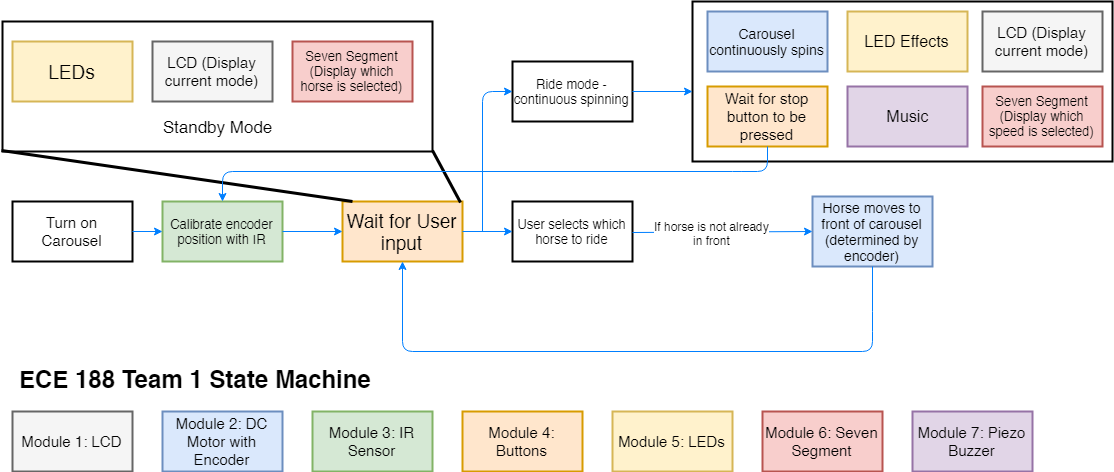 LEDs
LCD (Display
current mode)
Seven Segment
(Display which
horse is selected)
Standby Mode
Ride mode -
continuous spinning
Carousel
continuously spins
LED Effects
LCD (Display
current mode)
Wait for stop
button to be
pressed
Music
Seven Segment
(Display which
speed is selected)
Turn on
Carousel
Calibrate encoder
position with IR
Wait for User
input
User selects which
horse to ride
If horse is not already
in front
Horse moves to
front of carousel
(determined by
encoder)
ECE 188 Team 1 State Machine
Module 1: LCD
Module 2: DC
Motor with
Encoder
Module 3: IR
Sensor
Module 4:
Buttons
Module 5: LEDs
Module 6: Seven
Segment
Module 7: Piezo
Buzzer